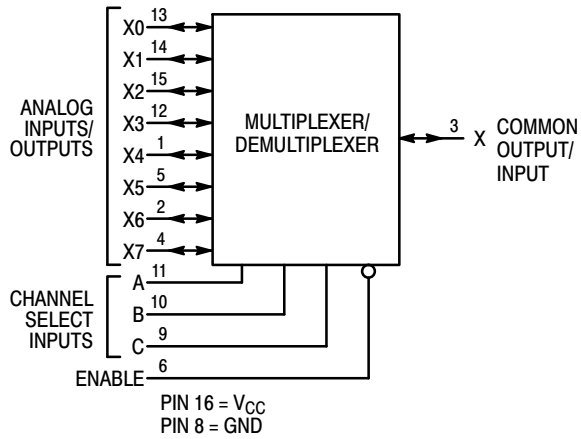 X0 13
X1 14
X2 15
X3 12
X4 1
X5 5
X6 2
X7 4
ANALOG
INPUTS/
OUTPUTS
MULTIPLEXER/
DEMULTIPLEXER
3 X COMMON
OUTPUT/
INPUT
A 11
B 10
C 9
CHANNEL
SELECT
INPUTS
ENABLE 6
PIN 16 = VCC
PIN 8 = GND